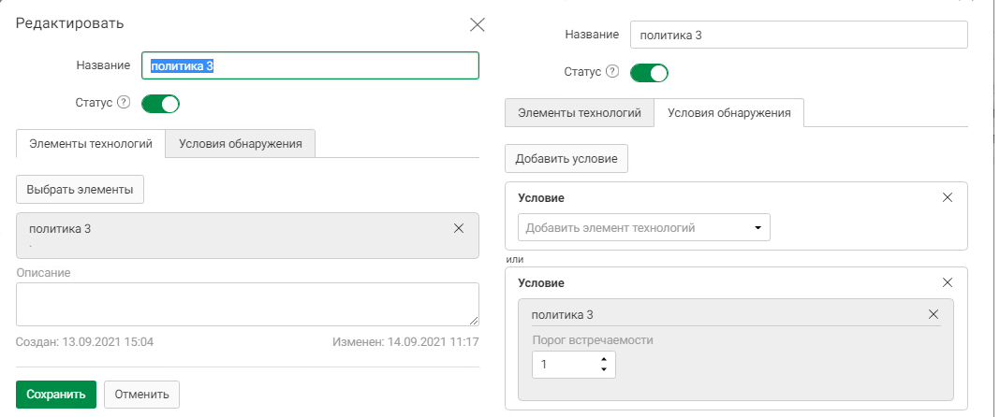 Редактировать
Название политика 3
Статус ?
Элементы технологий Условия обнаружения
Выбрать элементы
политика 3
.
Описание
Создан: 13.09.2021 15:04 Изменен: 14.09.2021 11:17
Сохранить Отменить
Название политика 3
Статус ?
Элементы технологий Условия обнаружения
Добавить условие
Условие
Добавить элемент технологий
или
Условие
политика 3
Порог встречаемости
1